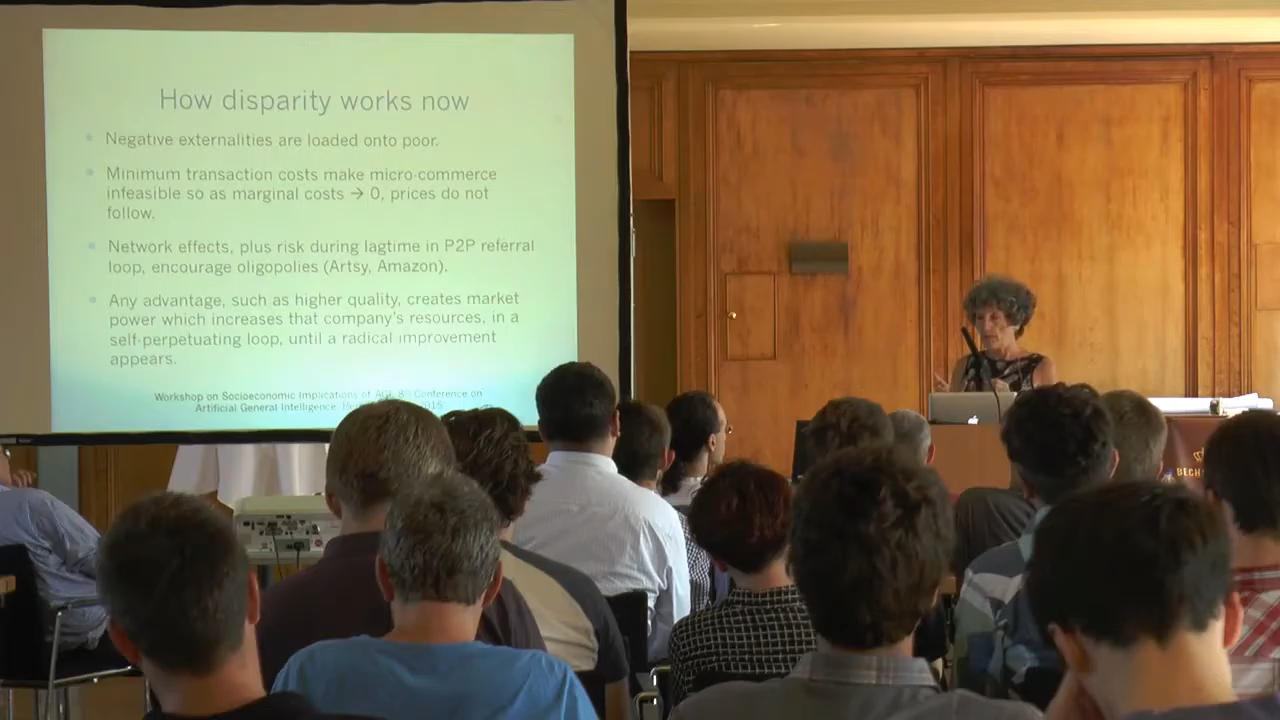 How disparity works now
• Negative externalities are loaded onto poor.
• Minimum transaction costs make micro-commerce
infeasible so as marginal costs → 0, prices do not
follow.
• Network effects, plus risk during lagtime in P2P referral
loop, encourage oligopolies (Artsy, Amazon).
• Any advantage, such as higher quality, creates market
power which increases that company's resources, in a
self-perpetuating loop, until a radical improvement
appears.
Workshop on Socioeconomic Implications of AGI, 8th Conference on
Artificial General Intelligence, 2015
BECH